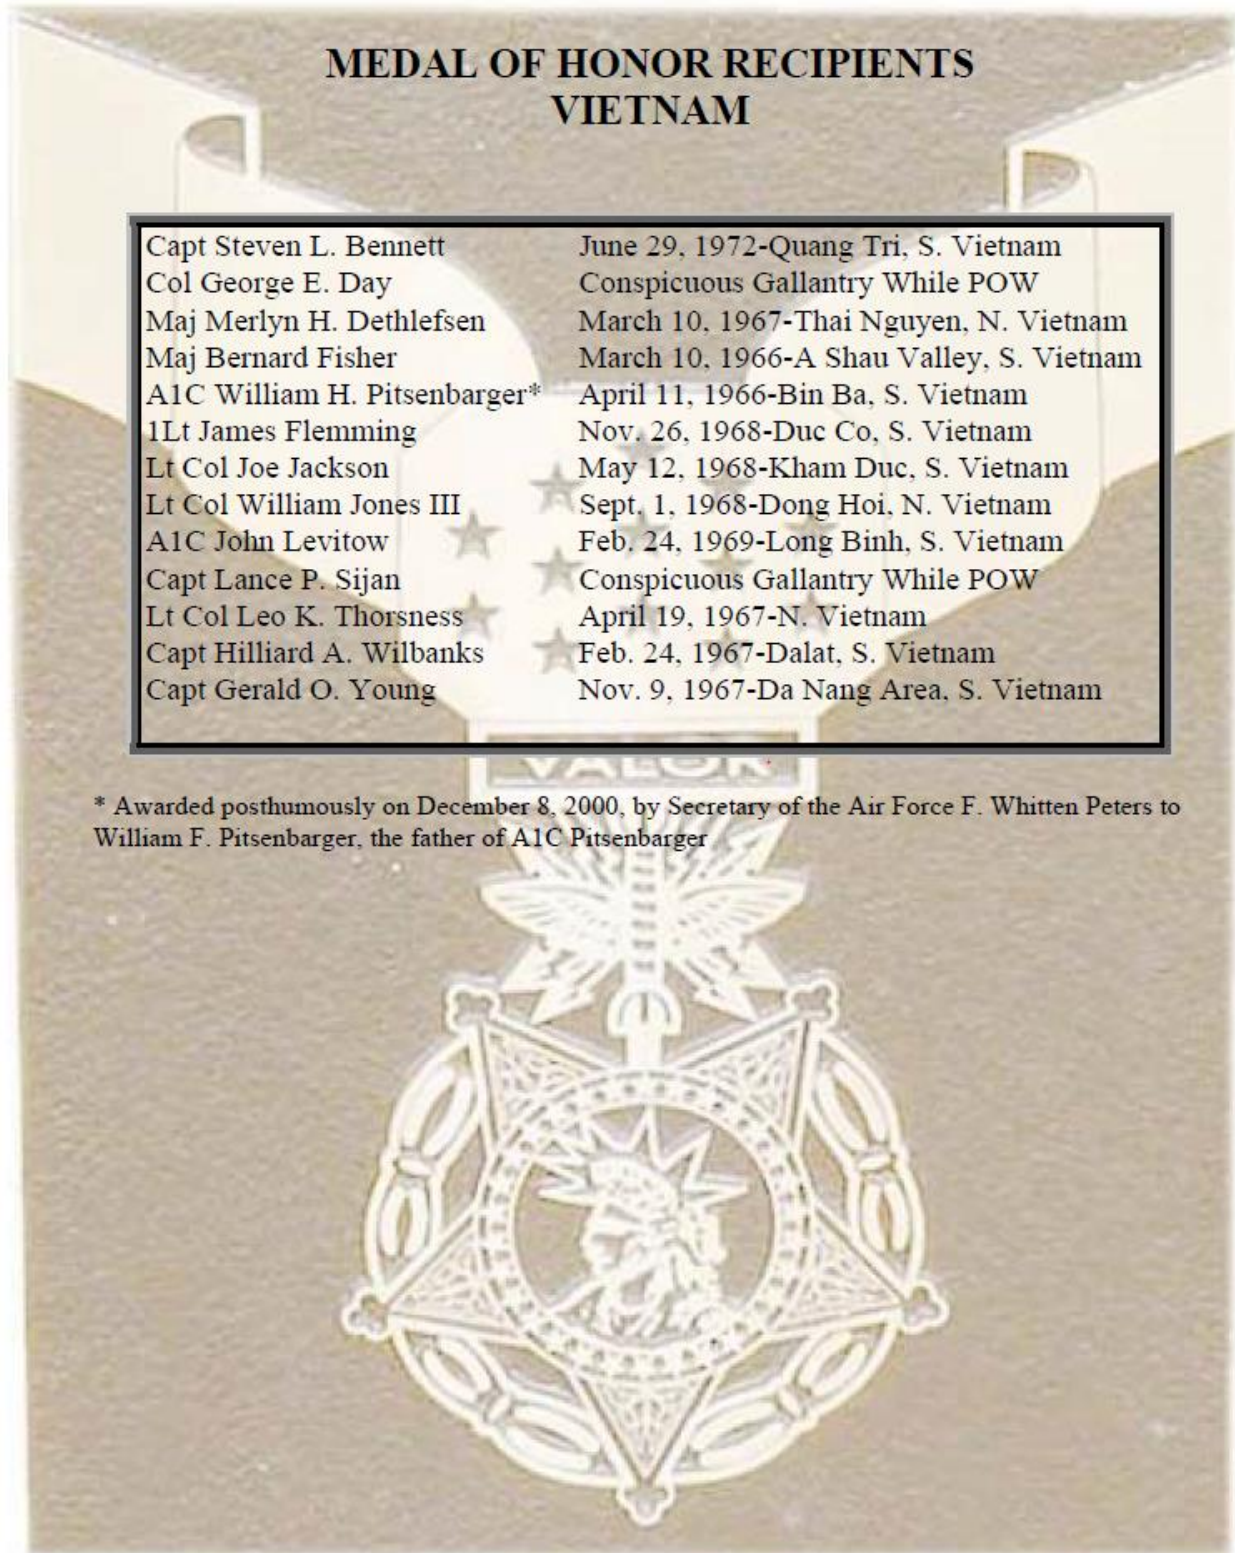 MEDAL OF HONOR RECIPIENTS
VIETNAM
Capt Steven L. Bennett June 29, 1972-Quang Tri, S. Vietnam
Col George E. Day Conspicuous Gallantry While POW
Maj Merlyn H. Dethlefsen March 10, 1967-Thai Nguyen, N. Vietnam
Maj Bernard Fisher March 10, 1966-A Shau Valley, S. Vietnam
A1C William H. Pitsenbarger* April 11, 1966-Bin Ba, S. Vietnam
1Lt James Flemming Nov. 26, 1968-Duc Co, S. Vietnam
Lt Col Joe Jackson May 12, 1968-Kham Duc, S. Vietnam
Lt Col William Jones III Sept. 1, 1968-Dong Hoi, N. Vietnam
A1C John Levitow Feb. 24, 1969-Long Binh, S. Vietnam
Capt Lance P. Sijan Conspicuous Gallantry While POW
Lt Col Leo K. Thorsness April 19, 1967-N. Vietnam
Capt Hilliard A. Wilbanks Feb. 24, 1967-Dalat, S. Vietnam
Capt Gerald O. Young Nov. 9, 1967-Da Nang Area, S. Vietnam
VALOR
* Awarded posthumously on December 8, 2000, by Secretary of the Air Force F. Whitten Peters to
William F. Pitsenbarger, the father of A1C Pitsenbarger